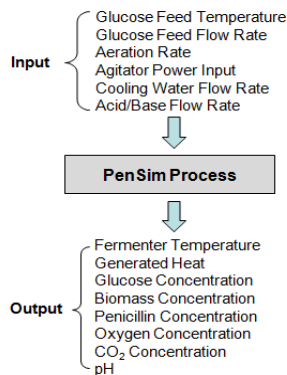 Glucose Feed Temperature
Glucose Feed Flow Rate
Aeration Rate
Input
Agitator Power Input
Cooling Water Flow Rate
Acid/Base Flow Rate
PenSim Process
Fermenter Temperature
Generated Heat
Glucose Concentration
Biomass Concentration
Output
Penicillin Concentration
Oxygen Concentration
CO₂ Concentration
pH